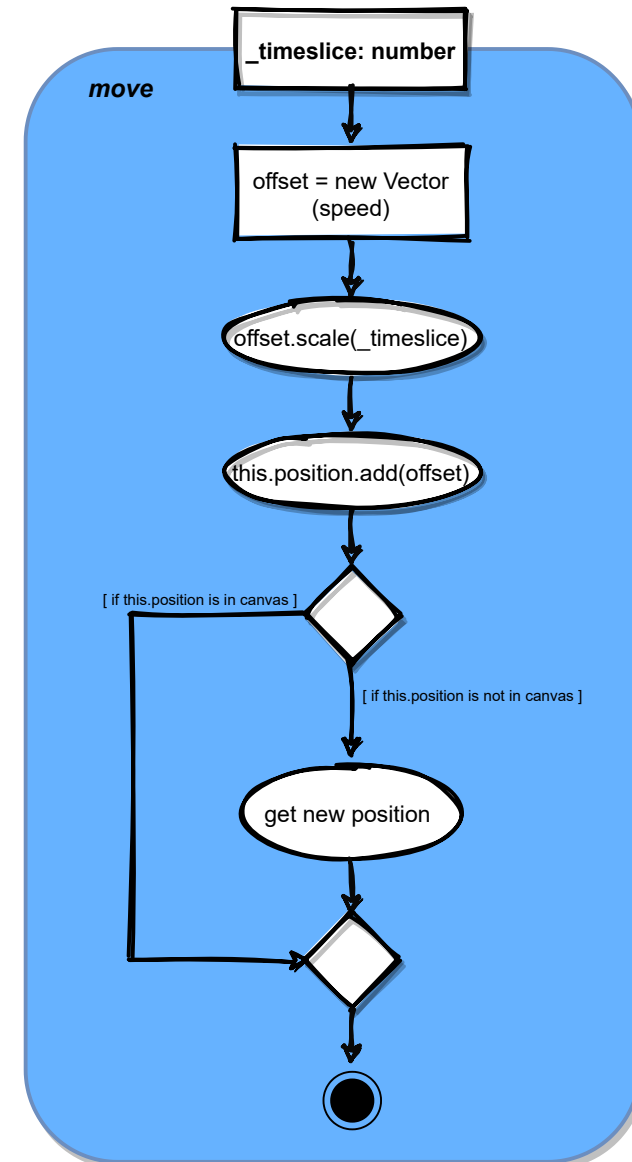 _timeslice: number
move
offset = new Vector
(speed)
offset.scale(_timeslice)
this.position.add(offset)
[ if this.position is in canvas ]
[ if this.position is not in canvas ]
get new position